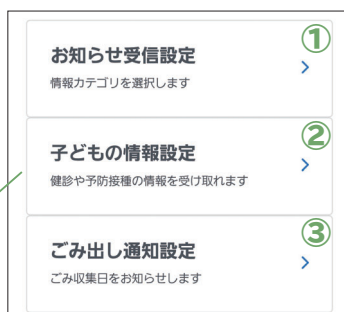 お知らせ受信設定
①
情報カテゴリを選択します
子どもの情報設定
②
健診や予防接種の情報を受け取れます
ごみ出し通知設定
③
ごみ収集日をお知らせします